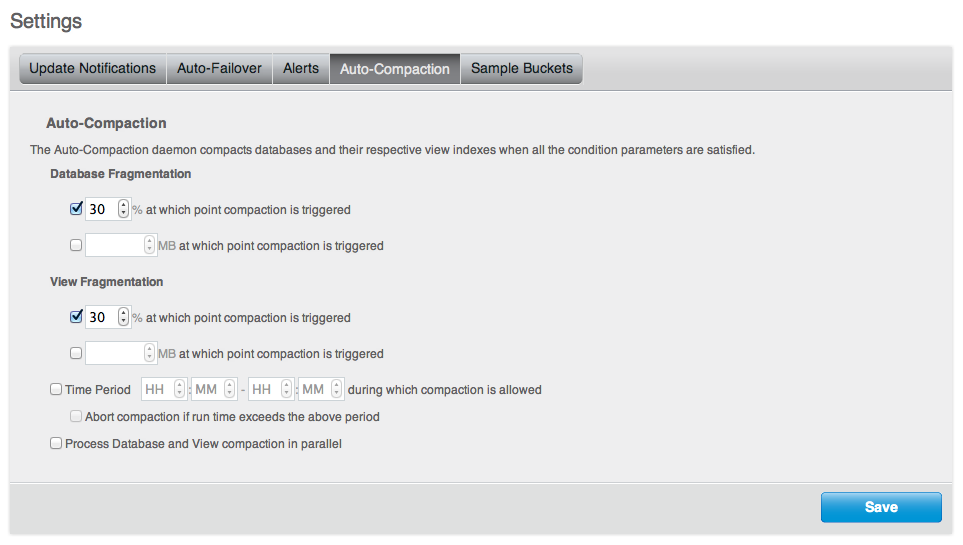 Settings
Update Notifications Auto-Failover Alerts Auto-Compaction Sample Buckets
Auto-Compaction
The Auto-Compaction daemon compacts databases and their respective view indexes when all the condition parameters are satisfied.
Database Fragmentation
30 % at which point compaction is triggered
MB at which point compaction is triggered
View Fragmentation
30 % at which point compaction is triggered
MB at which point compaction is triggered
Time Period HH : MM - HH : MM during which compaction is allowed
Abort compaction if run time exceeds the above period
Process Database and View compaction in parallel
Save